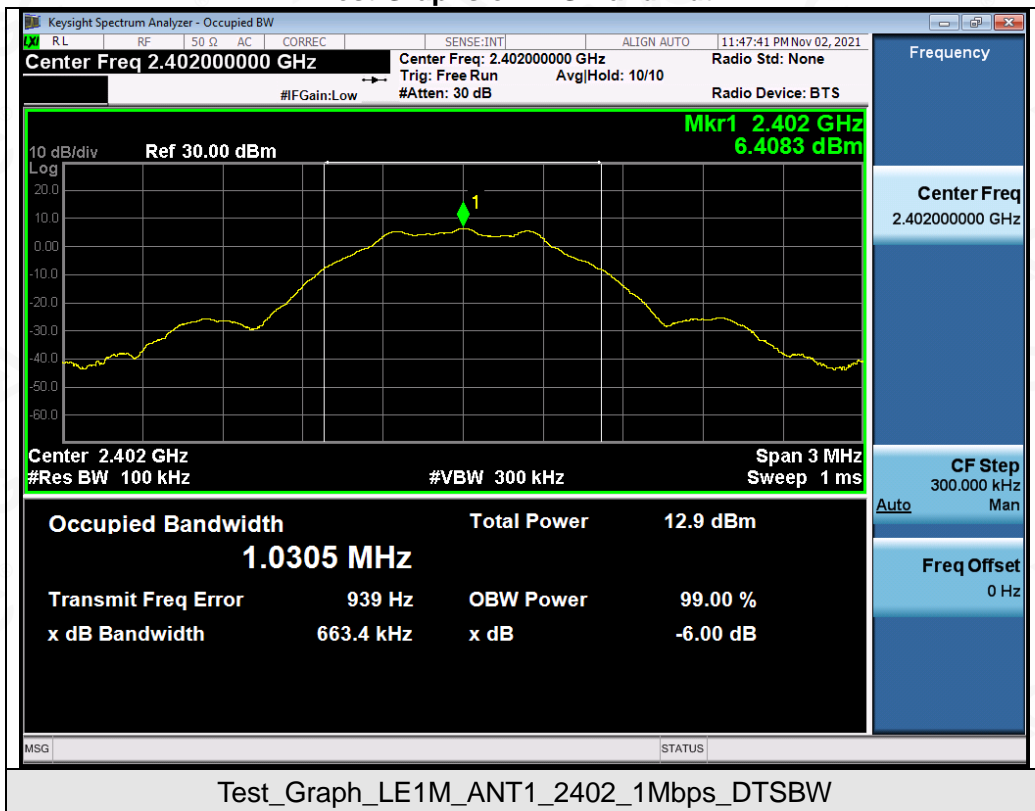 Keysight Spectrum Analyzer - Occupied BW
LXI RL RF 50 Ω AC CORREC SENSE:INT ALIGN AUTO 11:47:41 PM Nov 02, 2021
Center Freq 2.402000000 GHz
Center Freq: 2.402000000 GHz
Radio Std: None
Trig: Free Run Avg|Hold: 10/10
#IFGain:Low
#Atten: 30 dB
Radio Device: BTS
Frequency
Mkr1 2.402 GHz
6.4083 dBm
10 dB/div Ref 30.00 dBm
Log
20.0
10.0
0.00
-10.0
-20.0
-30.0
-40.0
-50.0
-60.0
1
Center 2.402 GHz Span 3 MHz
#Res BW 100 kHz #VBW 300 kHz Sweep 1 ms
Center Freq
2.402000000 GHz
CF Step
300.000 kHz
Auto Man
Freq Offset
0 Hz
Occupied Bandwidth Total Power 12.9 dBm
1.0305 MHz
Transmit Freq Error 939 Hz OBW Power 99.00 %
x dB Bandwidth 663.4 kHz x dB -6.00 dB
MSG STATUS
Test_Graph_LE1M_ANT1_2402_1Mbps_DTSBW